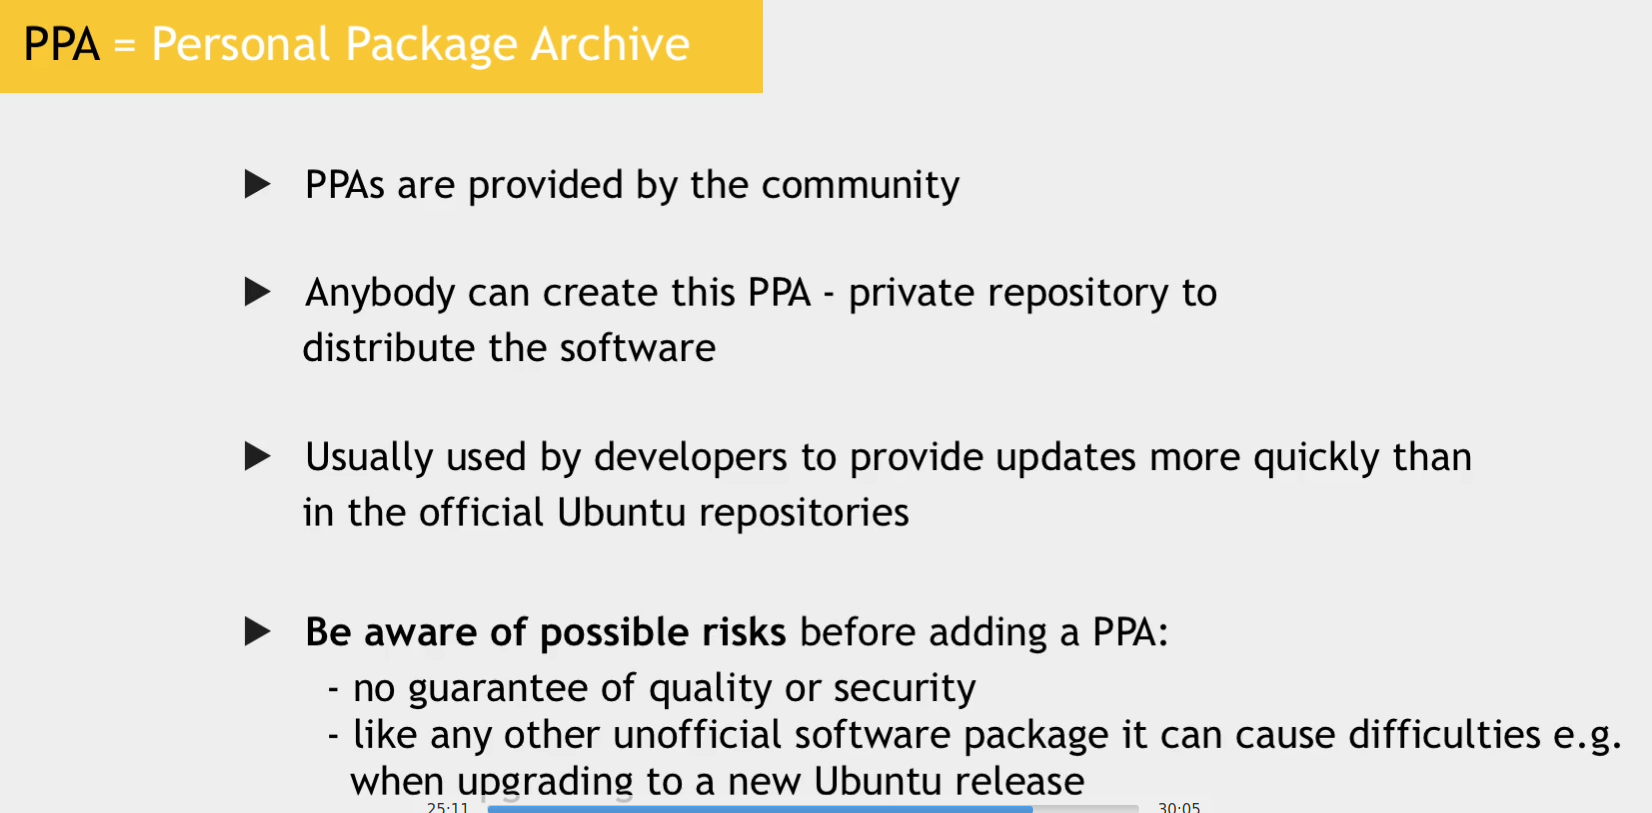 PPA = Personal Package Archive
▶ PPAs are provided by the community
▶ Anybody can create this PPA - private repository to
distribute the software
▶ Usually used by developers to provide updates more quickly than
in the official Ubuntu repositories
▶ Be aware of possible risks before adding a PPA:
- no guarantee of quality or security
- like any other unofficial software package it can cause difficulties e.g.
when upgrading to a new Ubuntu release
25:11 30:05